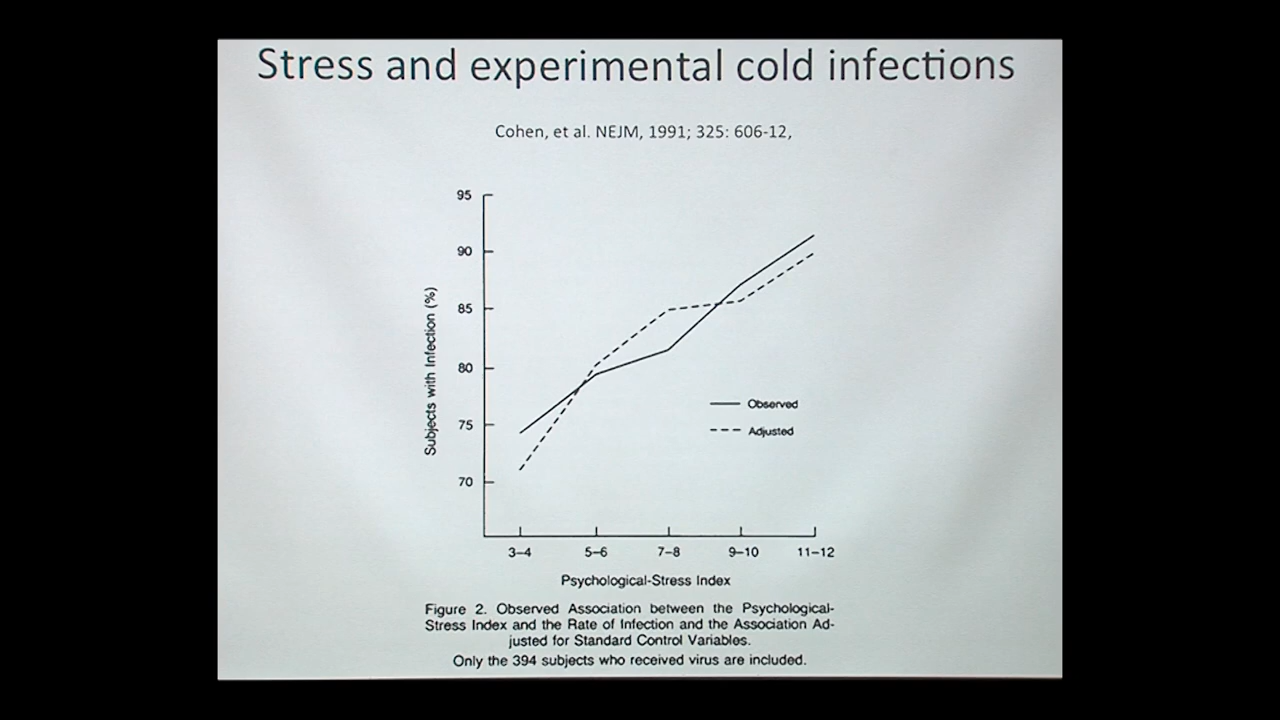 Stress and experimental cold infections
Cohen, et al. NEJM, 1991; 325: 606-12,
95
90
85
80
75
70
Subjects with Infection (%)
Observed
Adjusted
3–4 5–6 7–8 9–10 11–12
Psychological-Stress Index
Figure 2. Observed Association between the Psychological-
Stress Index and the Rate of Infection and the Association Ad-
justed for Standard Control Variables.
Only the 394 subjects who received virus are included.